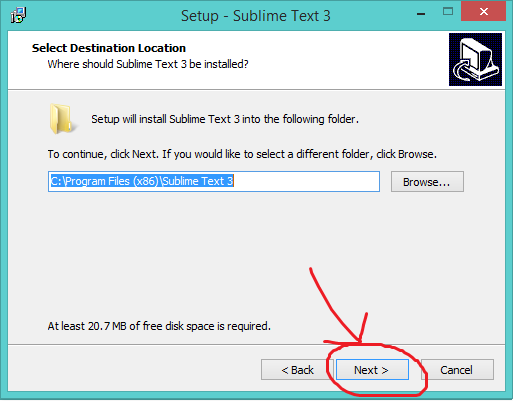 Setup - Sublime Text 3
Select Destination Location
Where should Sublime Text 3 be installed?
Setup will install Sublime Text 3 into the following folder.
To continue, click Next. If you would like to select a different folder, click Browse.
C:\Program Files (x86)\Sublime Text 3
Browse...
At least 20.7 MB of free disk space is required.
< Back
Next >
Cancel